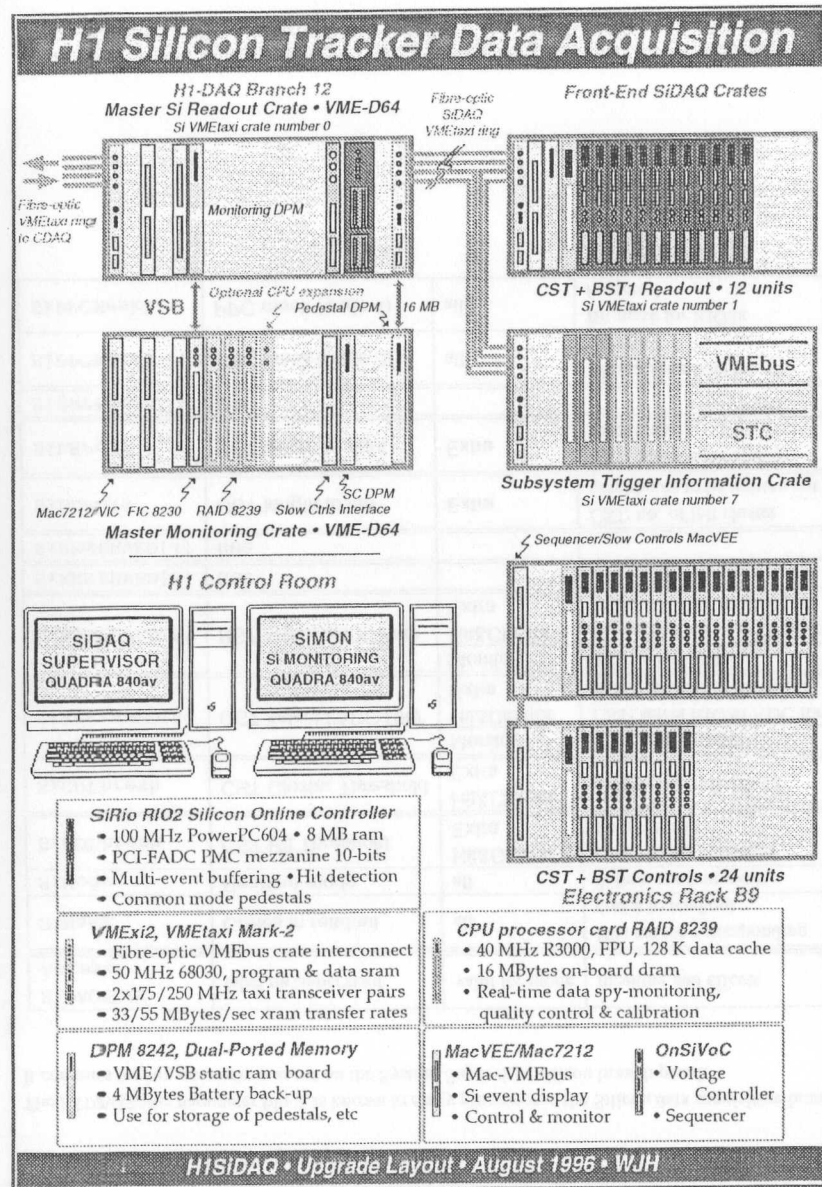 H1 Silicon Tracker Data Acquisition
H1-DAQ Branch 12
Master Si Readout Crate • VME-D64
Si VMEtaxi crate number 0
Fibre-optic
SiDAQ
VMEtaxi ring
Front-End SiDAQ Crates
Fibre-optic
VMEtaxi rings
to CDAQ
Monitoring DPM
CST + BST1 Readout • 12 units
Si VMEtaxi crate number 1
VSB
Optional CPU expansion
Pedestal DPM
16 MB
VMEbus
STC
Subsystem Trigger Information Crate
Si VMEtaxi crate number 7
SC DPM
Mac7212/VIC FIC 8230 RAID 8239 Slow Ctrls Interface
Master Monitoring Crate • VME-D64
Sequencer/Slow Controls MacVEE
H1 Control Room
SiDAQ
SUPERVISOR
QUADRA 840av
SiMON
Si MONITORING
QUADRA 840av
CST + BST Controls • 24 units
Electronics Rack B9
SiRio RIO2 Silicon Online Controller
• 100 MHz PowerPC604 • 8 MB ram
• PCI-FADC PMC mezzanine 10-bits
• Multi-event buffering • Hit detection
• Common mode pedestals
VMExi2, VMEtaxi Mark-2
• Fibre-optic VMEbus crate interconnect
• 50 MHz 68030, program & data sram
• 2x175/250 MHz taxi transceiver pairs
• 33/55 MBytes/sec xram transfer rates
CPU processor card RAID 8239
• 40 MHz R3000, FPU, 128 K data cache
• 16 MBytes on-board dram
• Real-time data spy-monitoring,
quality control & calibration
DPM 8242, Dual-Ported Memory
• VME/VSB static ram board
• 4 MBytes Battery back-up
• Use for storage of pedestals, etc
MacVEE/Mac7212
• Mac-VMEbus
• Si event display
• Control & monitor
OnSiVoC
• Voltage
Controller
• Sequencer
H1SiDAQ • Upgrade Layout • August 1996 • WJH